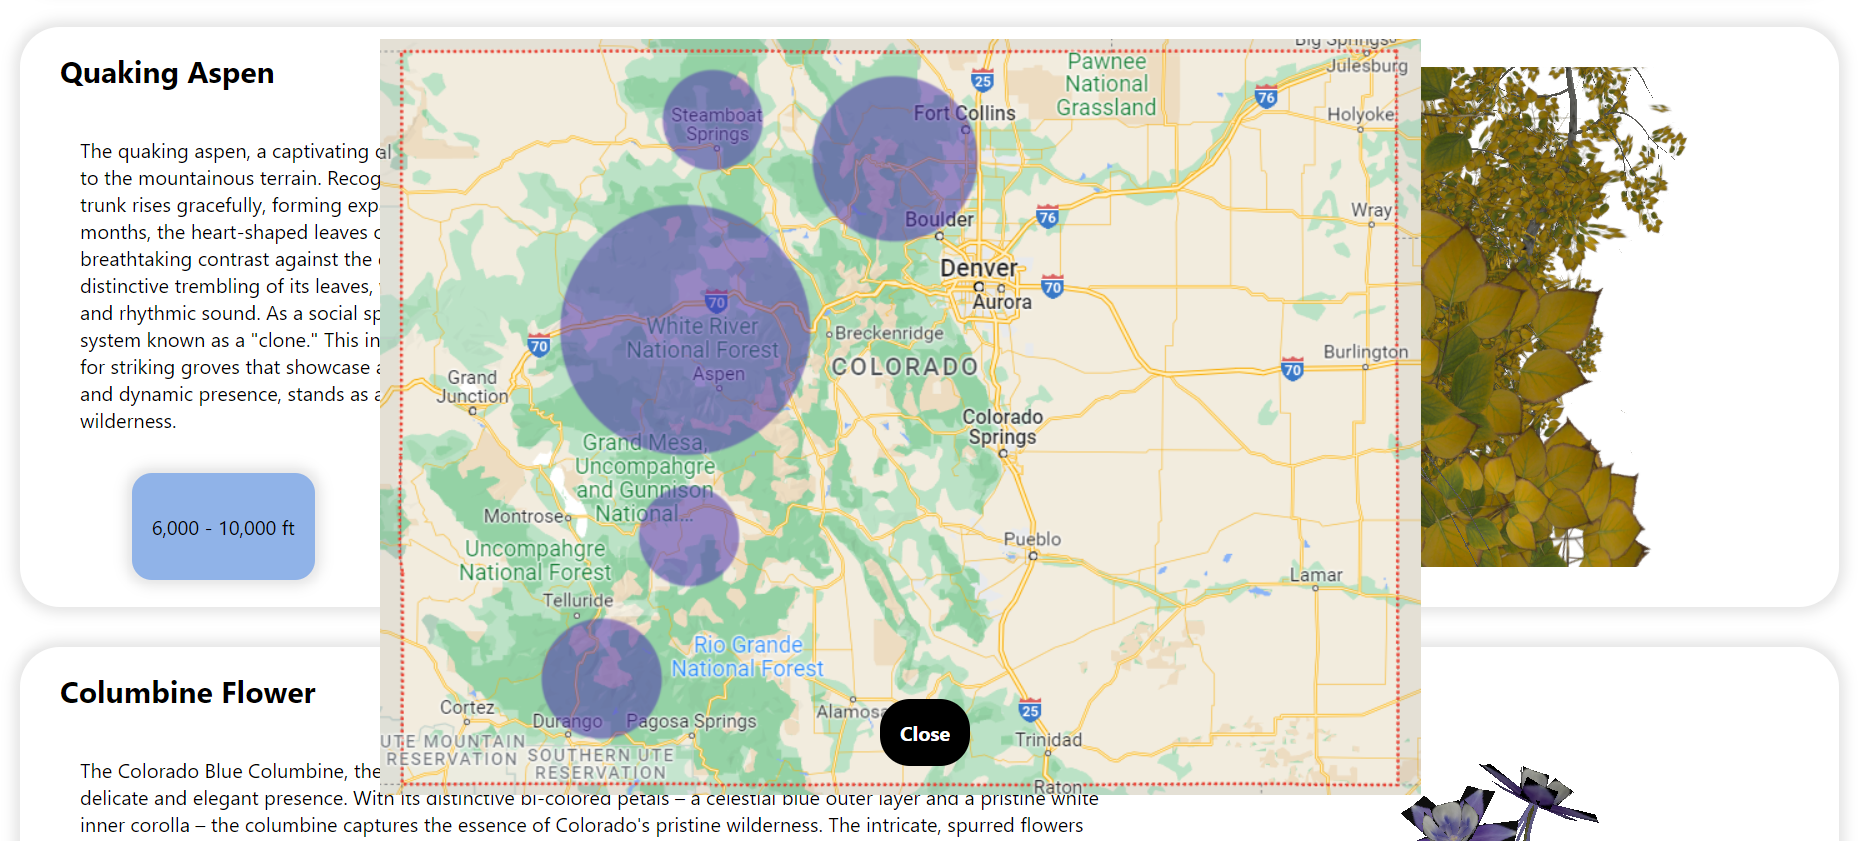 Quaking Aspen
The quaking aspen, a captivating
to the mountainous terrain.
trunk rises gracefully, forming
months, the heart-shaped leaves
breathtaking contrast against the
distinctive trembling of its leaves,
and rhythmic sound. As a social
system known as a "clone." This
for striking groves that showcase
and dynamic presence, stands as
wilderness.
6,000 - 10,000 ft
Big Springs
Julesburg
Pawnee
National
Grassland
25
76
Holyoke
Steamboat
Springs
Fort Collins
Boulder
76
Wray
Denver
Aurora
70
70
White River
National Forest
Aspen
70
Breckenridge
COLORADO
Burlington
70
Grand
Junction
Colorado
Springs
Grand Mesa,
Uncompahgre
and Gunnison
National...
Montrose
Uncompahgre
National Forest
Pueblo
Lamar
Telluride
Rio Grande
National Forest
Cortez
Durango
Pagosa Springs
Alamosa
25
Trinidad
UTE MOUNTAIN
RESERVATION
SOUTHERN UTE
RESERVATION
Raton
Close
Columbine Flower
The Colorado Blue Columbine, the
delicate and elegant presence. With its distinctive bi-colored petals – a celestial blue outer layer and a pristine white
inner corolla – the columbine captures the essence of Colorado's pristine wilderness. The intricate, spurred flowers